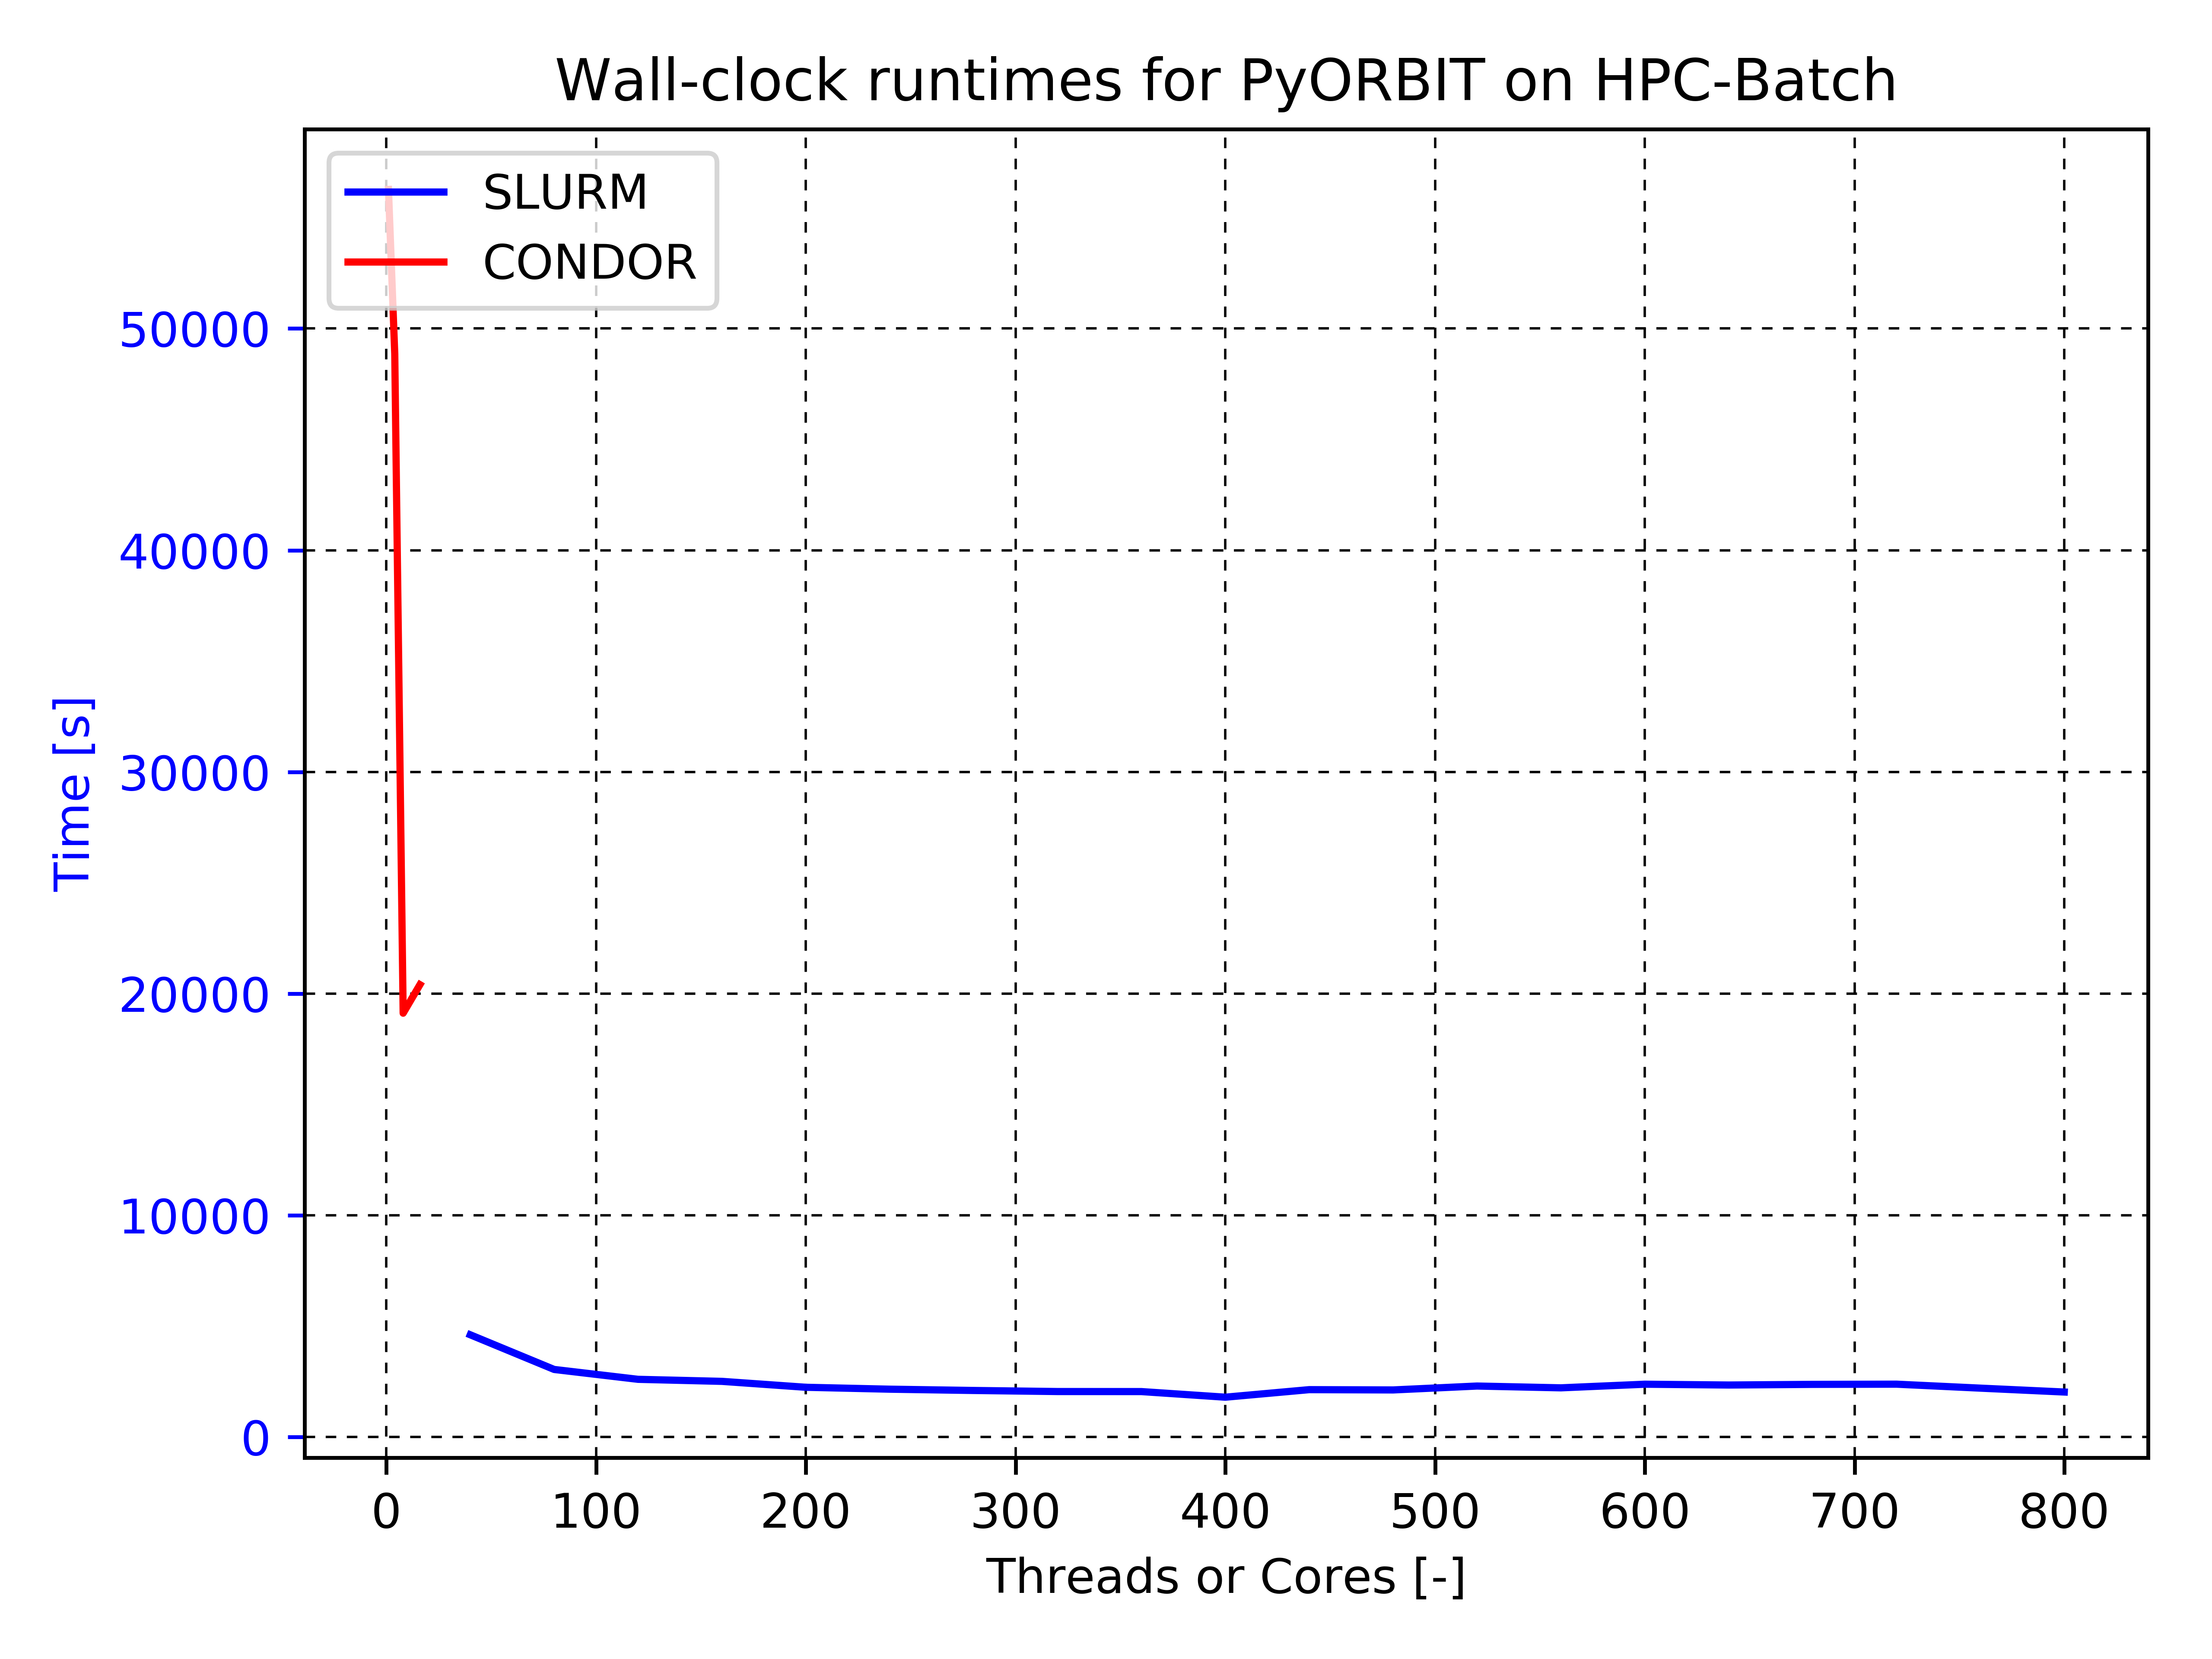 Wall-clock runtimes for PyORBIT on HPC-Batch
SLURM
CONDOR
50000
40000
30000
20000
10000
0
Time [s]
0 100 200 300 400 500 600 700 800
Threads or Cores [-]